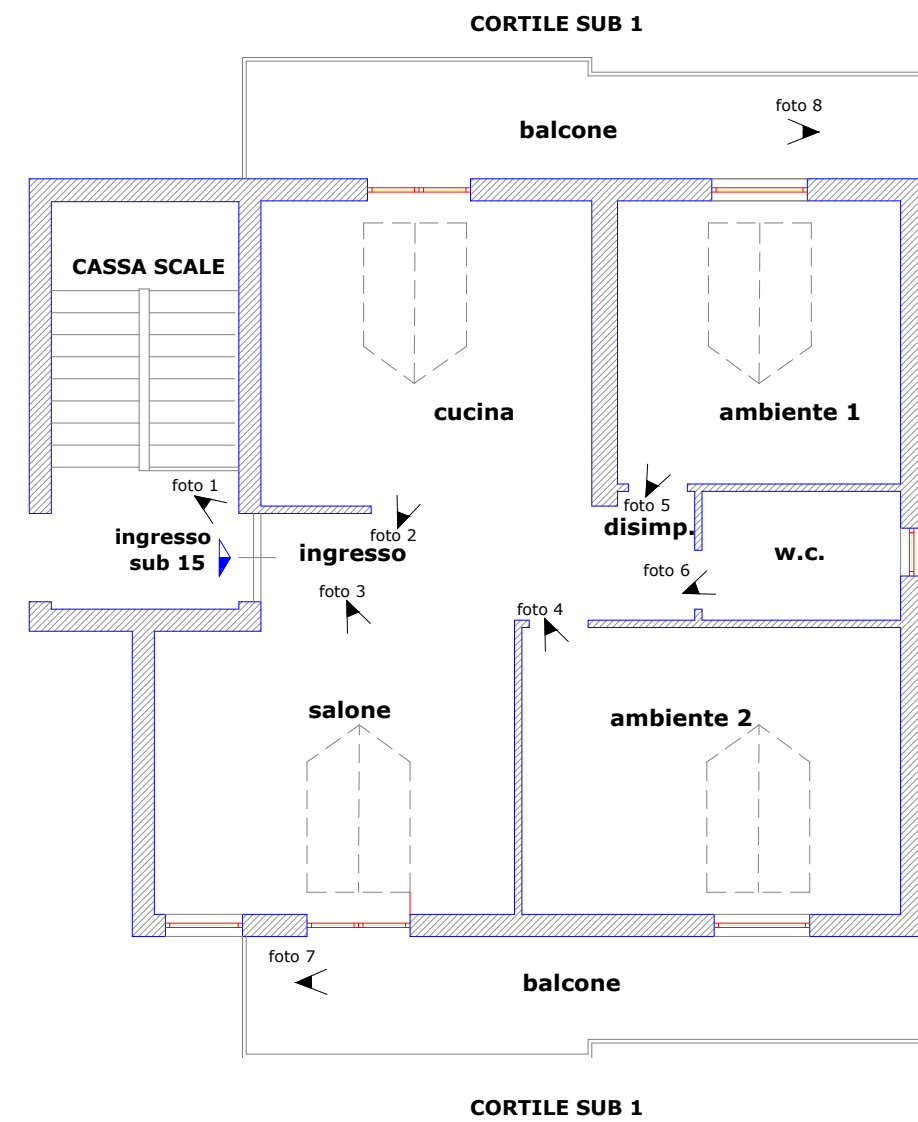 CORTILE SUB 1
foto 8
balcone
CASSA SCALE
cucina
ambiente 1
foto 1
foto 5
foto 2
disimp.
ingresso
sub 15
ingresso
w.c.
foto 6
foto 3
foto 4
salone
ambiente 2
foto 7
balcone
CORTILE SUB 1